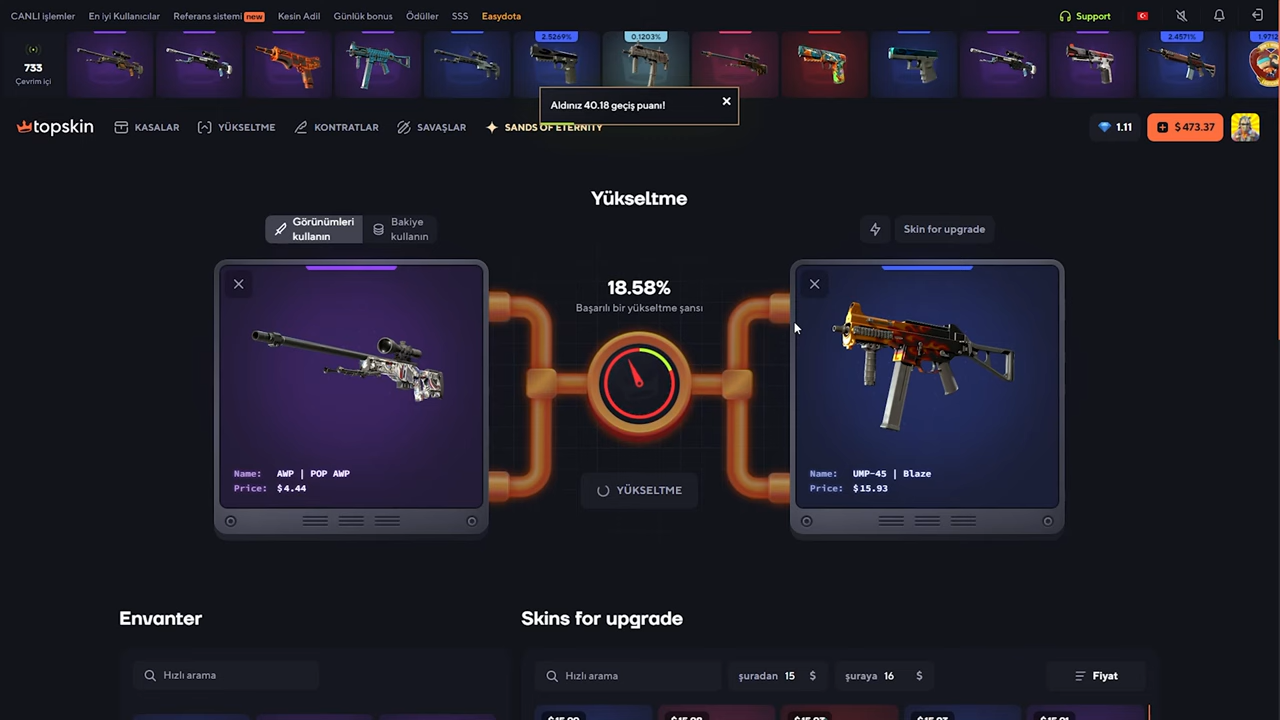 CANLI işlemler En iyi Kullanıcılar Referans sistemi new Kesin Adil Günlük bonus Ödüller SSS Easydota Support
2.5269% 0.1203% 2.4571% 1.9712
733
Çevrim içi
Aldınız 40.18 geçiş puanı!
topskin KASALAR YÜKSELTME KONTRATLAR SAVAŞLAR SANDS OF ETERNITY 1.11 $ 473.37
Yükseltme
Görünümleri kullanın
Bakiye kullanın
Skin for upgrade
18.58%
Başarılı bir yükseltme şansı
Name: AWP | POP AWP
Price: $4.44
YÜKSELTME
Name: UMP-45 | Blaze
Price: $15.93
Envanter Skins for upgrade
Hızlı arama Hızlı arama şuradan 15 $ şuraya 16 $ Fiyat